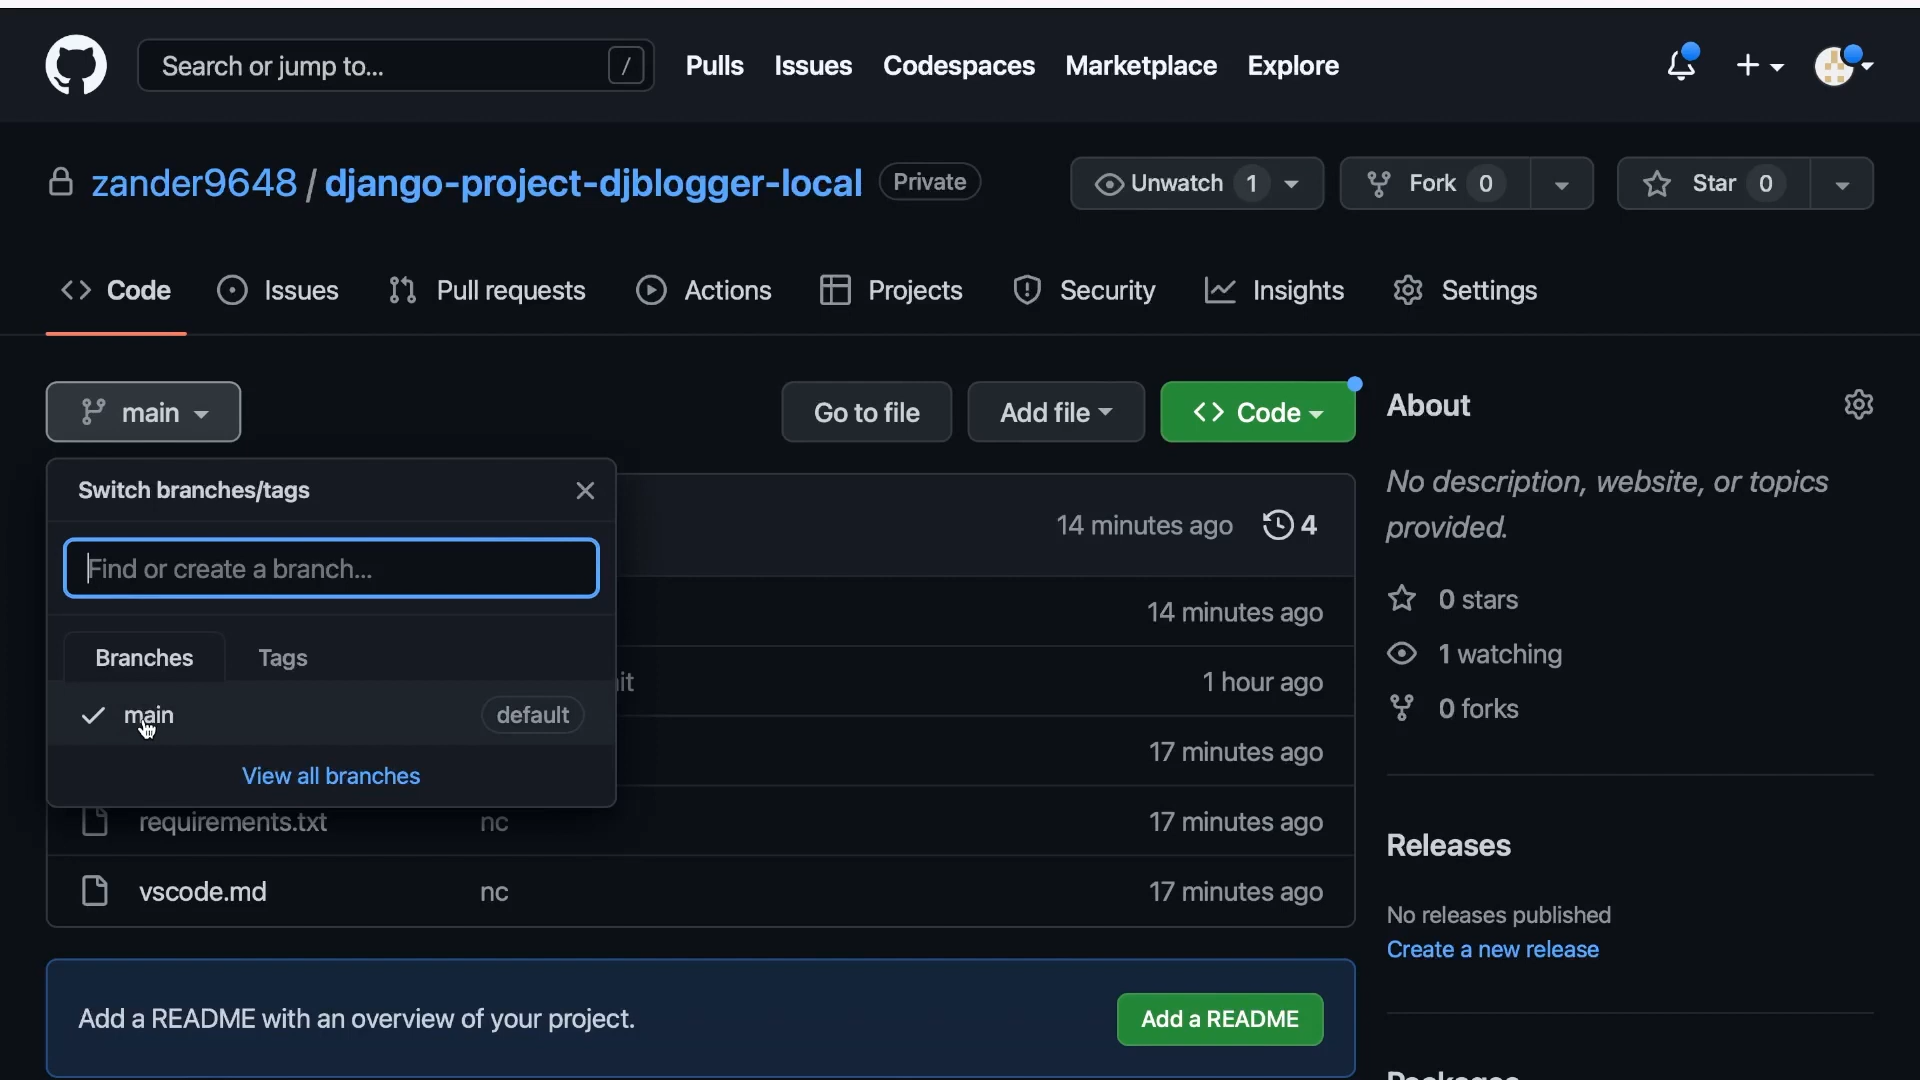 Search or jump to... / Pulls Issues Codespaces Marketplace Explore
zander9648 / django-project-djblogger-local Private Unwatch 1 Fork 0 Star 0
Code Issues Pull requests Actions Projects Security Insights Settings
main Go to file Add file Code About
Switch branches/tags
14 minutes ago 4
No description, website, or topics
provided.
Find or create a branch...
0 stars
14 minutes ago
Branches Tags
1 watching
it 1 hour ago
main default
0 forks
17 minutes ago
View all branches
requirements.txt nc 17 minutes ago
Releases
vscode.md nc 17 minutes ago
No releases published
Create a new release
Add a README with an overview of your project. Add a README
Packages